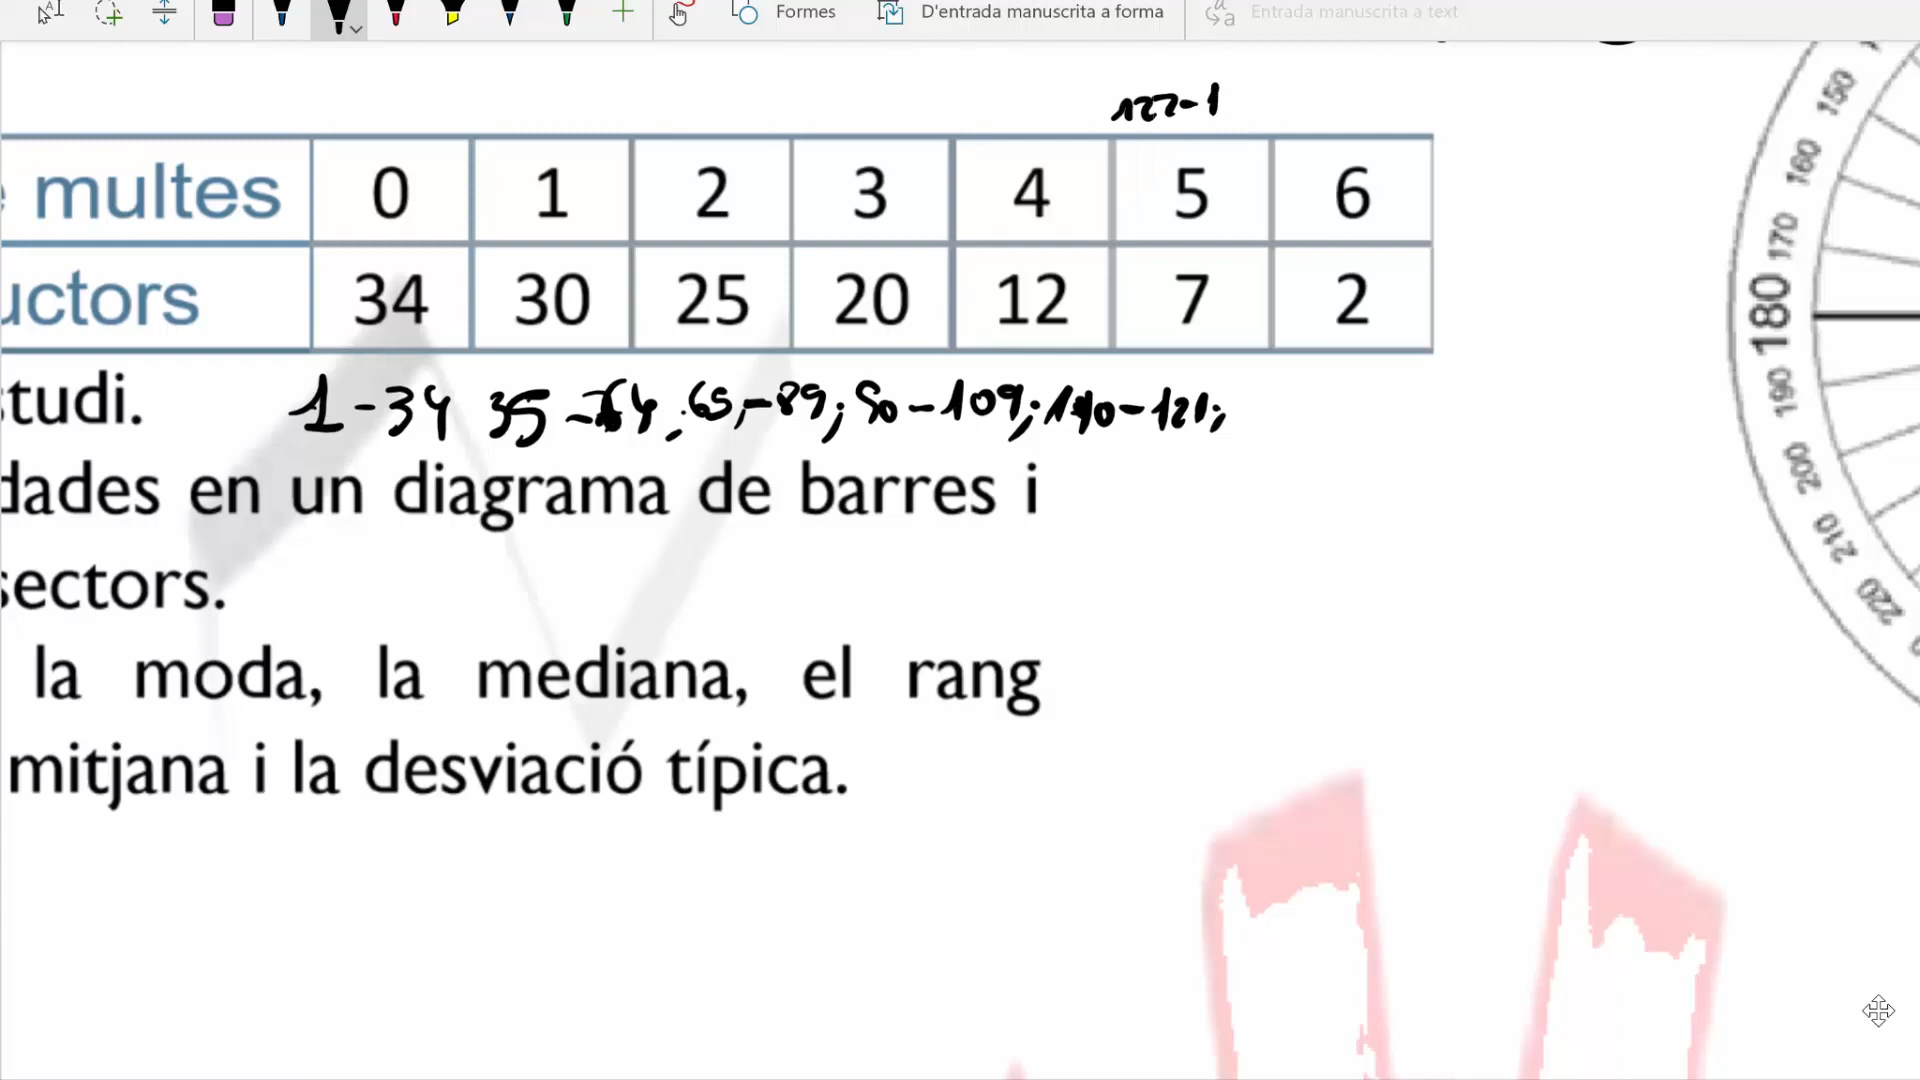 Formes D'entrada manuscrita a forma Entrada manuscrita a text
122-1
multes 0 1 2 3 4 5 6
uctors 34 30 25 20 12 7 2
tudi. 1-34 35-64; 65-89; 90-109; 110-121;
dades en un diagrama de barres i
sectors.
la moda, la mediana, el rang
mitjana i la desviació típica.
150
160
170
180
190
200
210
220